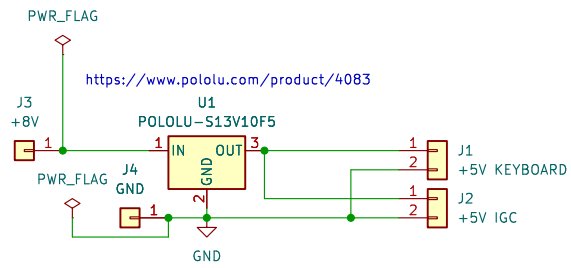 PWR_FLAG
https://www.pololu.com/product/4083
J3
+8V
1
U1
POLOLU-S13V10F5
1
IN
OUT
3
GND
2
1
J1
2
+5V KEYBOARD
PWR_FLAG
J4
GND
1
1
J2
2
+5V IGC
GND